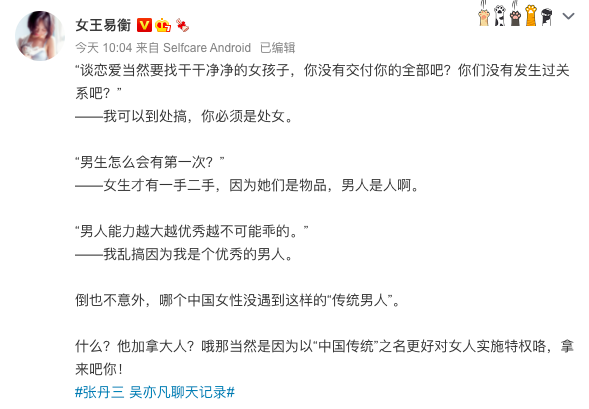 女王易衡
今天 10:04 来自 Selfcare Android 已编辑
“谈恋爱当然要找干干净净的女孩子，你没有交付你的全部吧？你们没有发生过关
系吧？”
——我可以到处搞，你必须是处女。
“男生怎么会有第一次？”
——女生才有一手二手，因为她们是物品，男人是人啊。
“男人能力越大越优秀越不可能乖的。”
——我乱搞因为我是个优秀的男人。
倒也不意外，哪个中国女性没遇到这样的“传统男人”。
什么？他加拿大人？哦那当然是因为以“中国传统”之名更好对女人实施特权咯，拿
来吧你！
#张丹三 吴亦凡聊天记录#